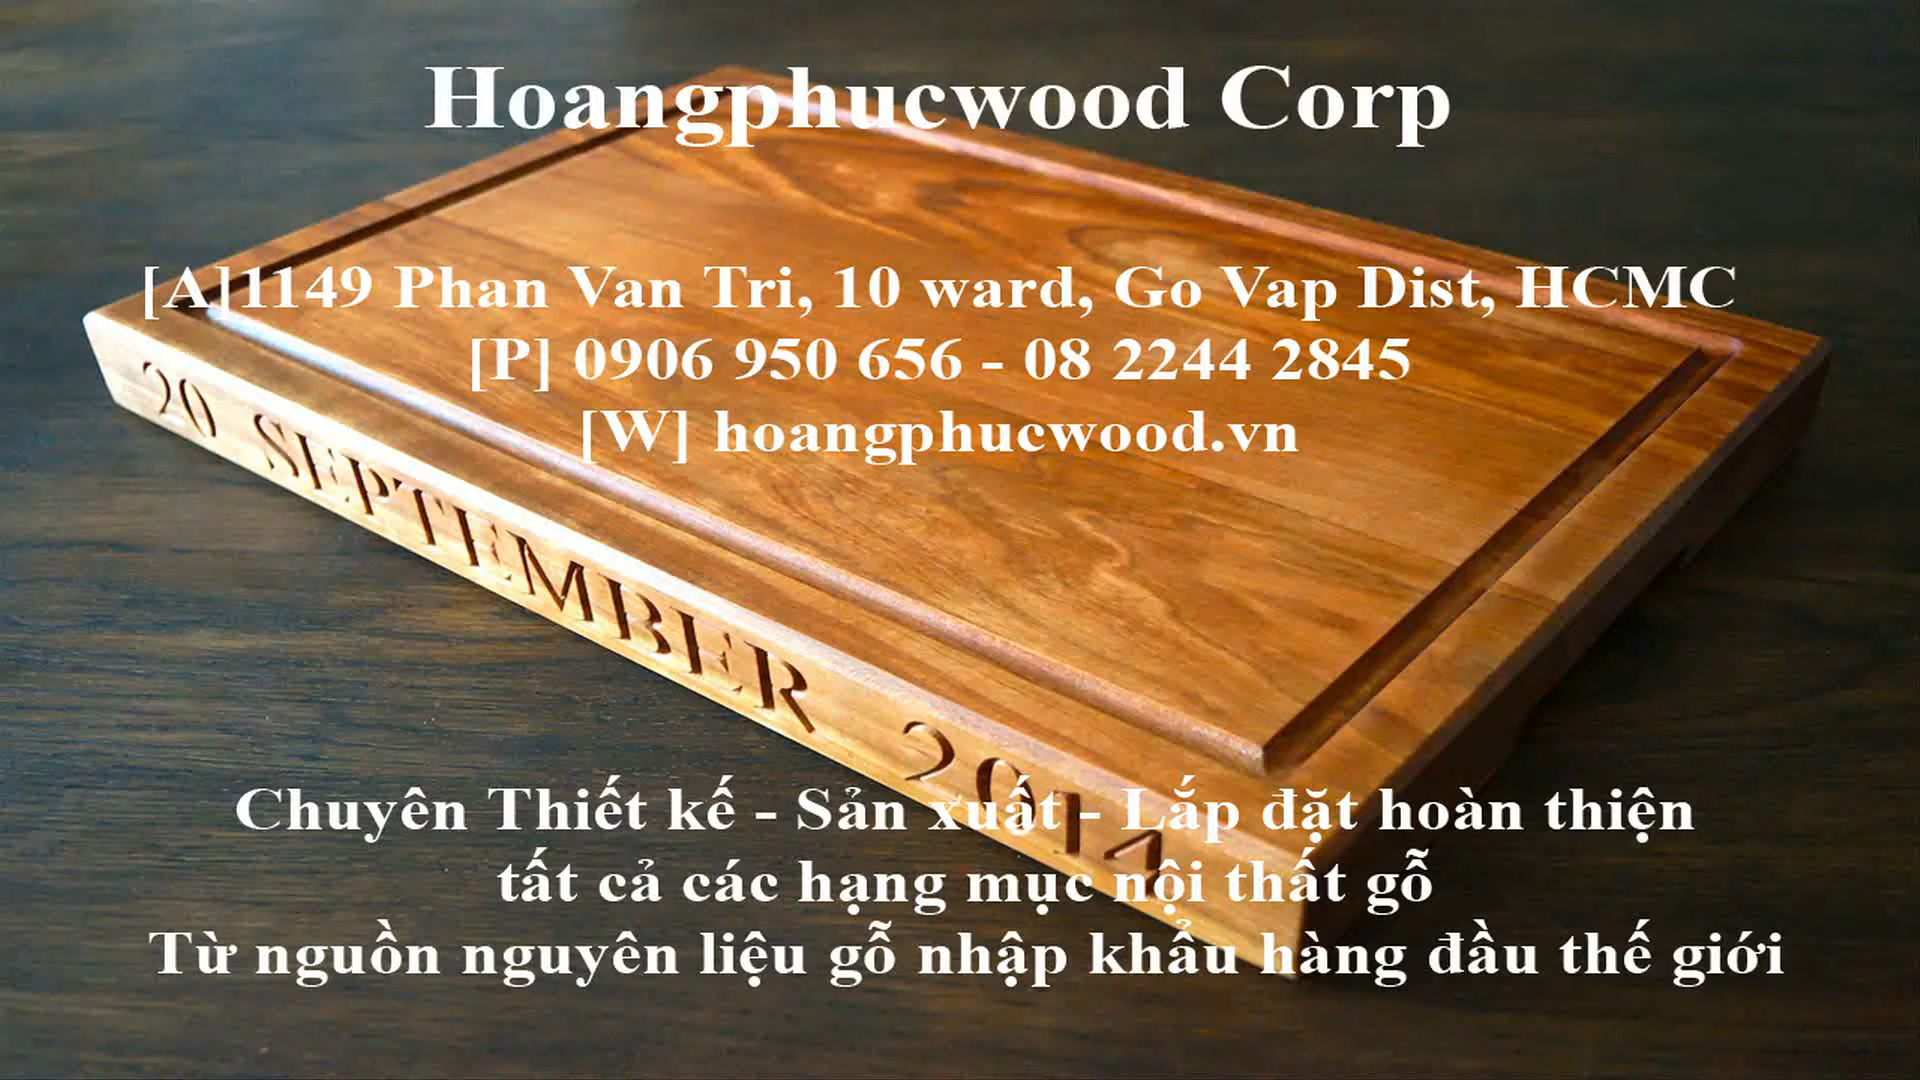 Hoangphucwood Corp
[A]1149 Phan Van Tri, 10 ward, Go Vap Dist, HCMC
[P] 0906 950 656 - 08 2244 2845
[W] hoangphucwood.vn
20 SEPTEMBER 2014
Chuyên Thiết kế - Sản xuất - Lắp đặt hoàn thiện
tất cả các hạng mục nội thất gỗ
Từ nguồn nguyên liệu gỗ nhập khẩu hàng đầu thế giới